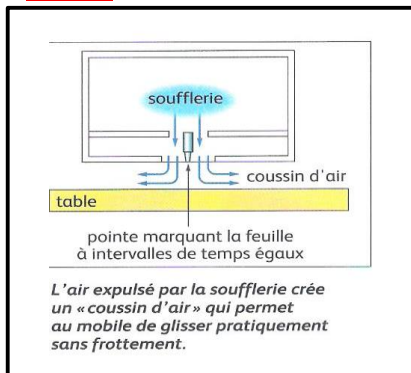 soufflerie
coussin d'air
table
pointe marquant la feuille
à intervalles de temps égaux
L'air expulsé par la soufflerie crée
un «coussin d'air» qui permet
au mobile de glisser pratiquement
sans frottement.